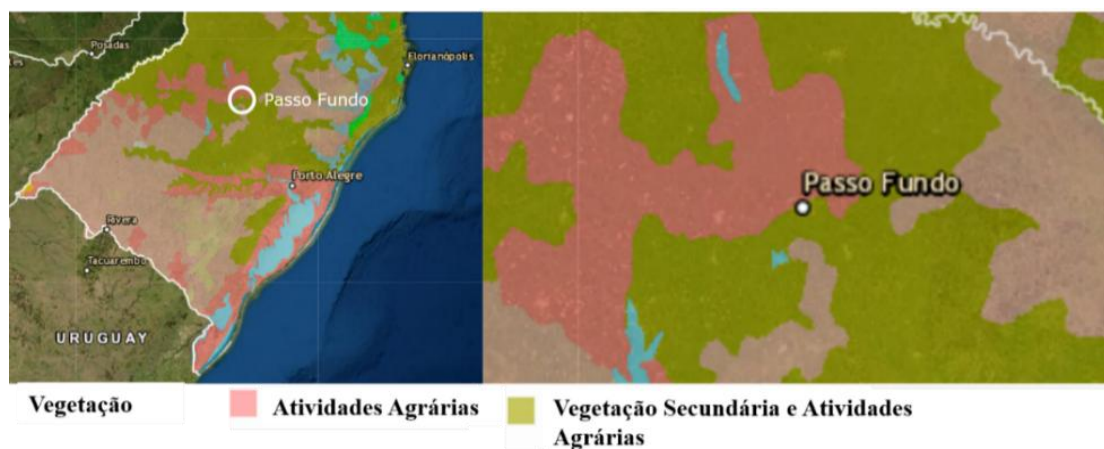 Posadas
Florianópolis
Passo Fundo
Porto Alegre
Rivera
Tacuarembó
URUGUAY
Passo Fundo
Vegetação
Atividades Agrárias
Vegetação Secundária e Atividades
Agrárias